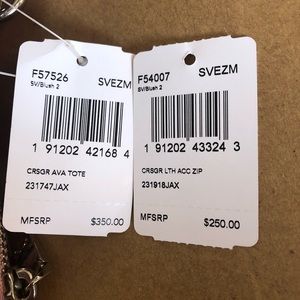 F57526 SVEZM
SV/Blush 2
1 91202 42168 4
CRSGR AVA TOTE
231747JAX
MFSRP $350.00
F54007 SVEZM
SV/Blush 2
1 91202 43324 3
CRSGR LTH ACC ZIP
231918JAX
MFSRP $250.00